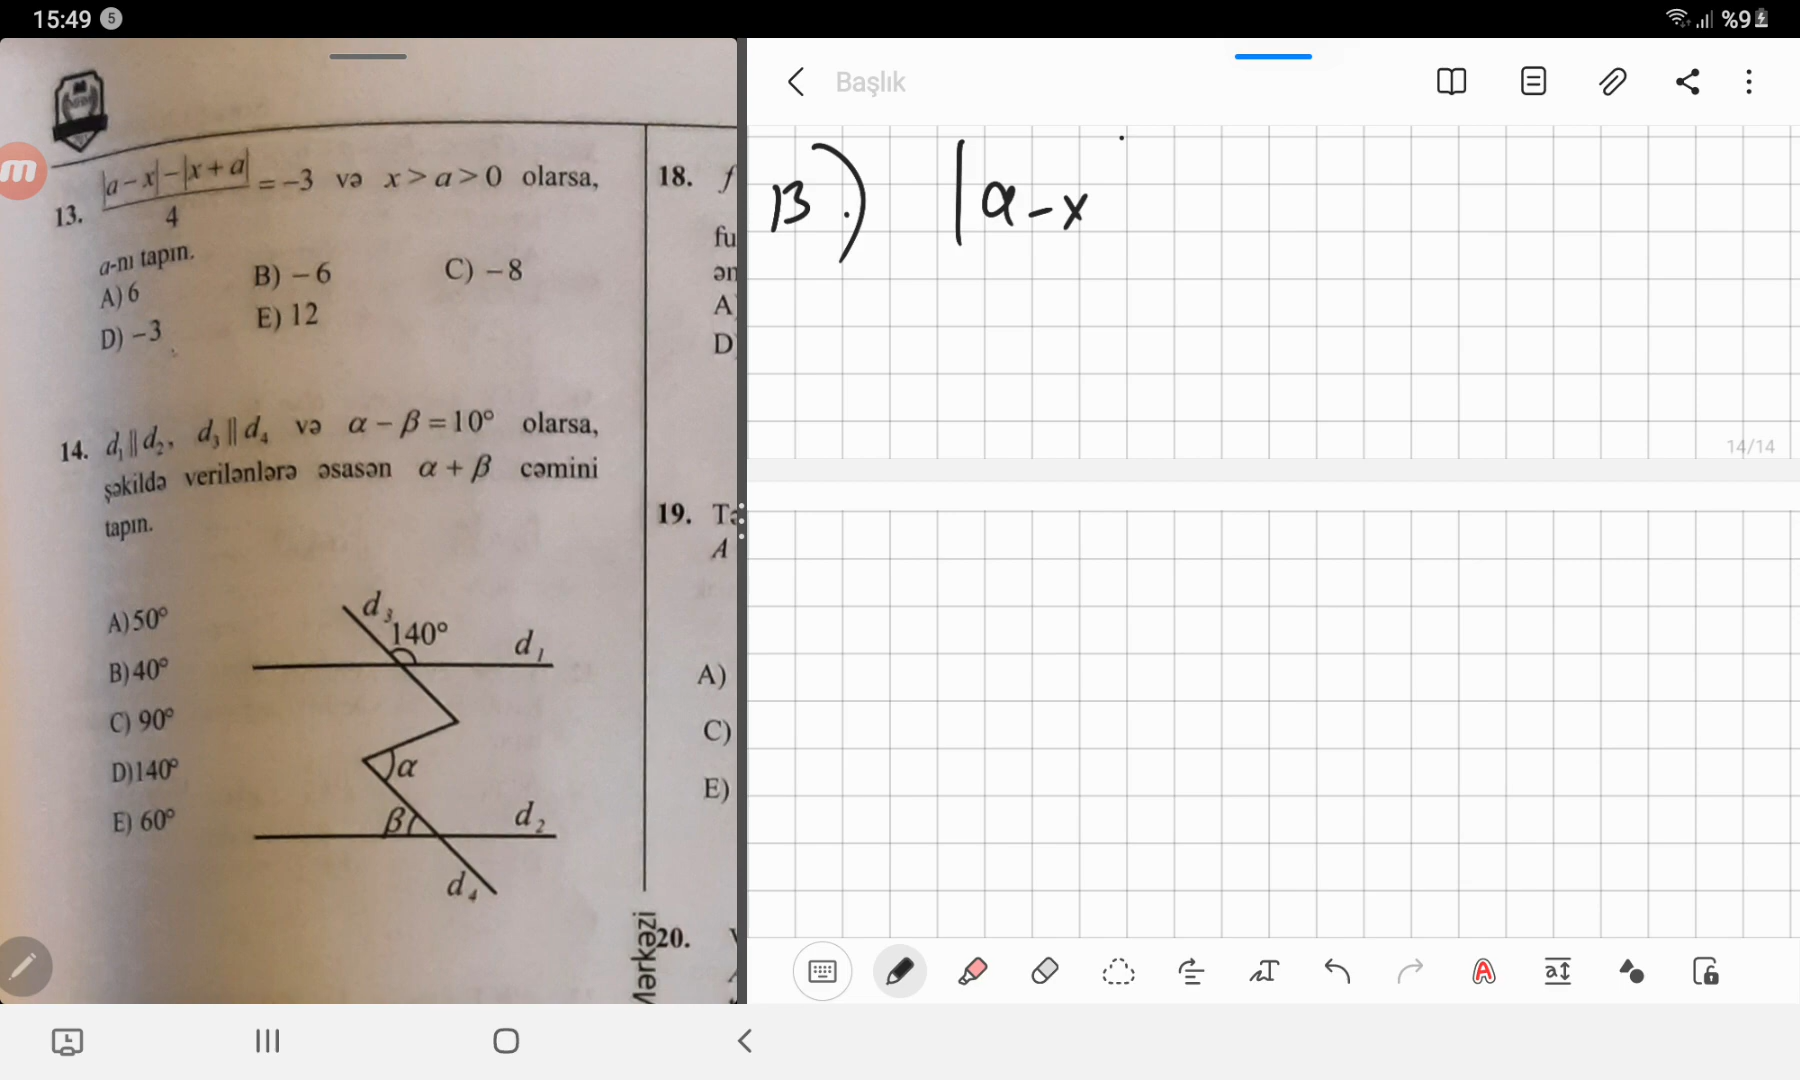 15:49 5 %9
Başlık
13. |a – x| – |x + a| / 4 = –3 və x > a > 0 olarsa,
a-nı tapın.
A) 6 B) – 6 C) – 8
D) – 3 E) 12
14. d₁ || d₂, d₃ || d₄ və α – β = 10° olarsa,
şəkildə verilənlərə əsasən α + β cəmini
tapın.
A) 50°
B) 40°
C) 90°
D) 140°
E) 60°
d₃
140°
d₁
α
β
d₂
d₄
18. f
fu
ən
A)
D)
19. Tə
A
A)
C)
E)
20.
Mərkəzi
13) |a – x
14/14